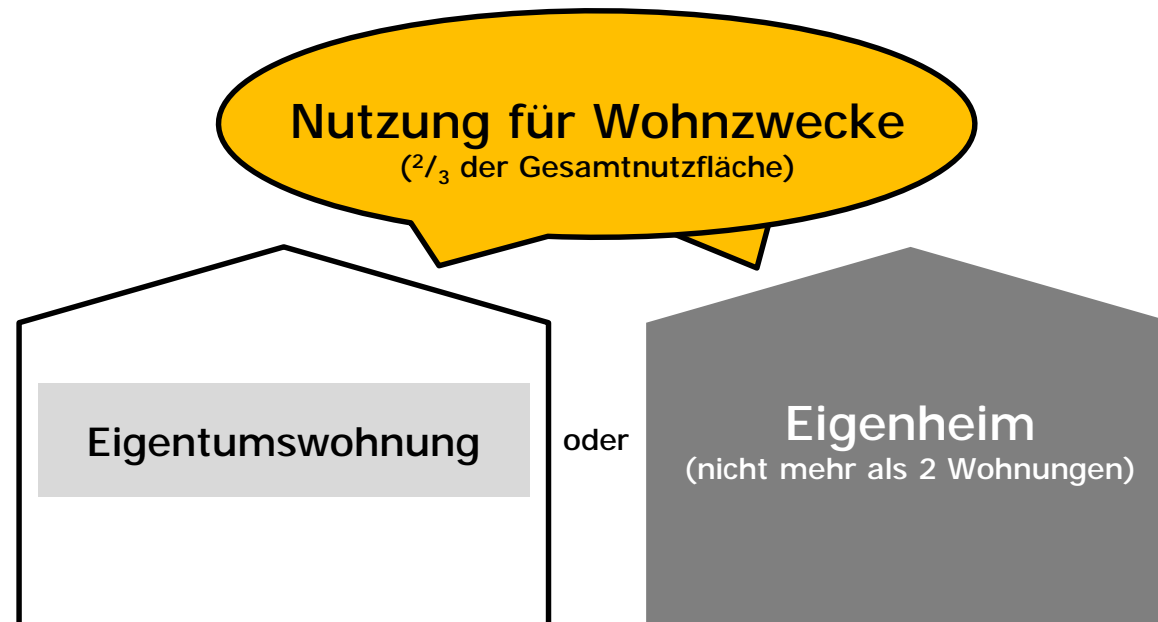 Nutzung für Wohnzwecke
(2/3 der Gesamtnutzfläche)
Eigentumswohnung
oder
Eigenheim
(nicht mehr als 2 Wohnungen)